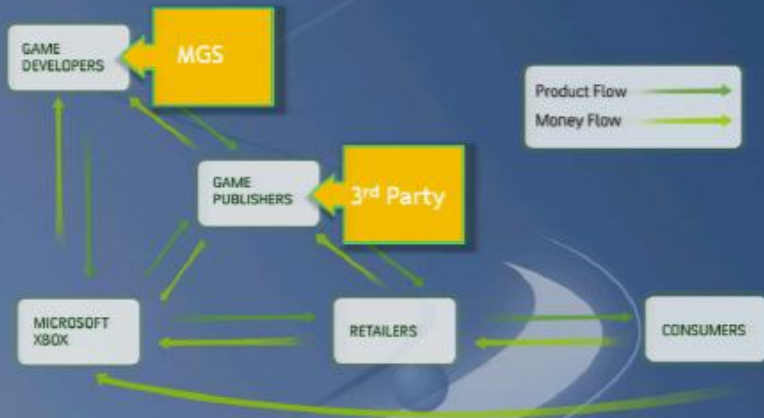 GAME
DEVELOPERS
MGS
Product Flow
Money Flow
GAME
PUBLISHERS
3rd Party
MICROSOFT
XBOX
RETAILERS
CONSUMERS